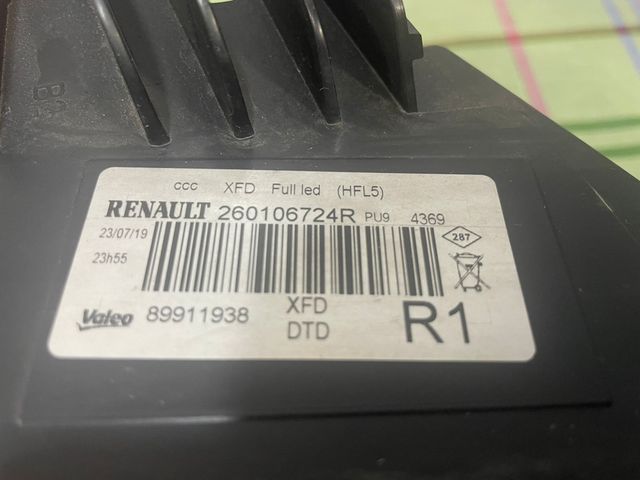 ccc XFD Full led (HFL5)
RENAULT 260106724R PU9 4369
23/07/19
287
23h55
Valeo 89911938 XFD
DTD
R1